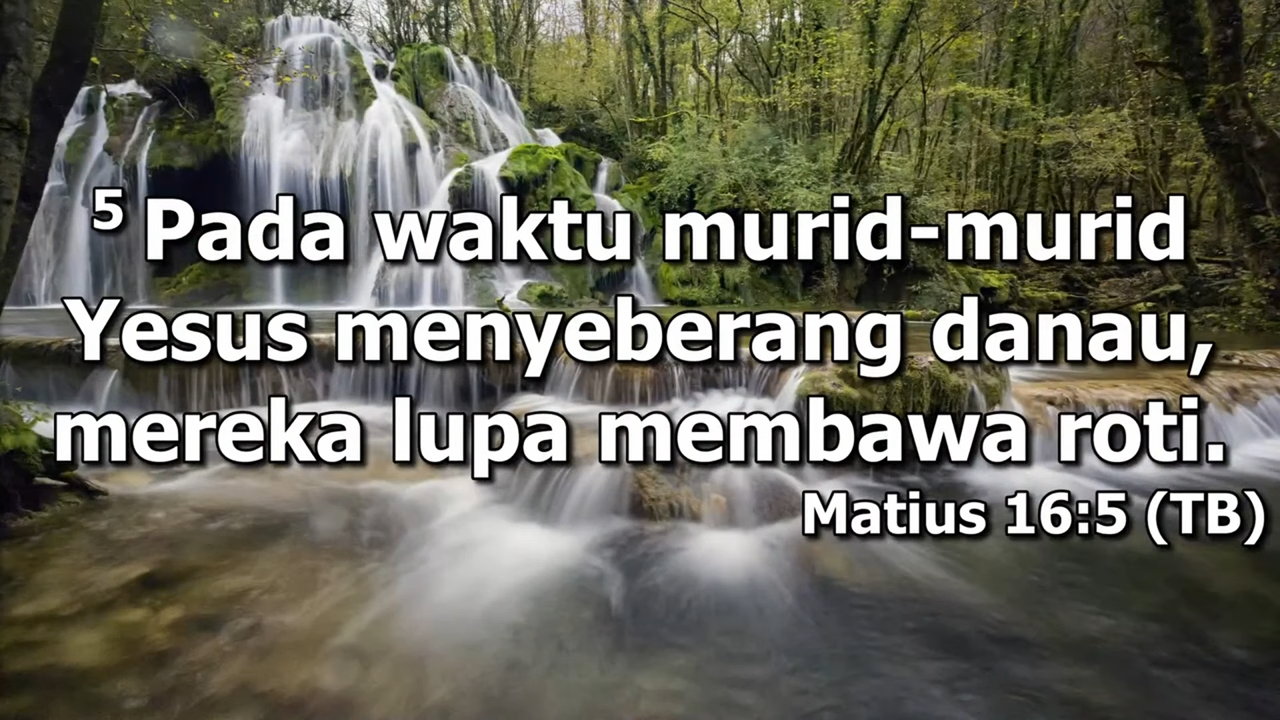 5 Pada waktu murid-murid
Yesus menyeberang danau,
mereka lupa membawa roti.
Matius 16:5 (TB)